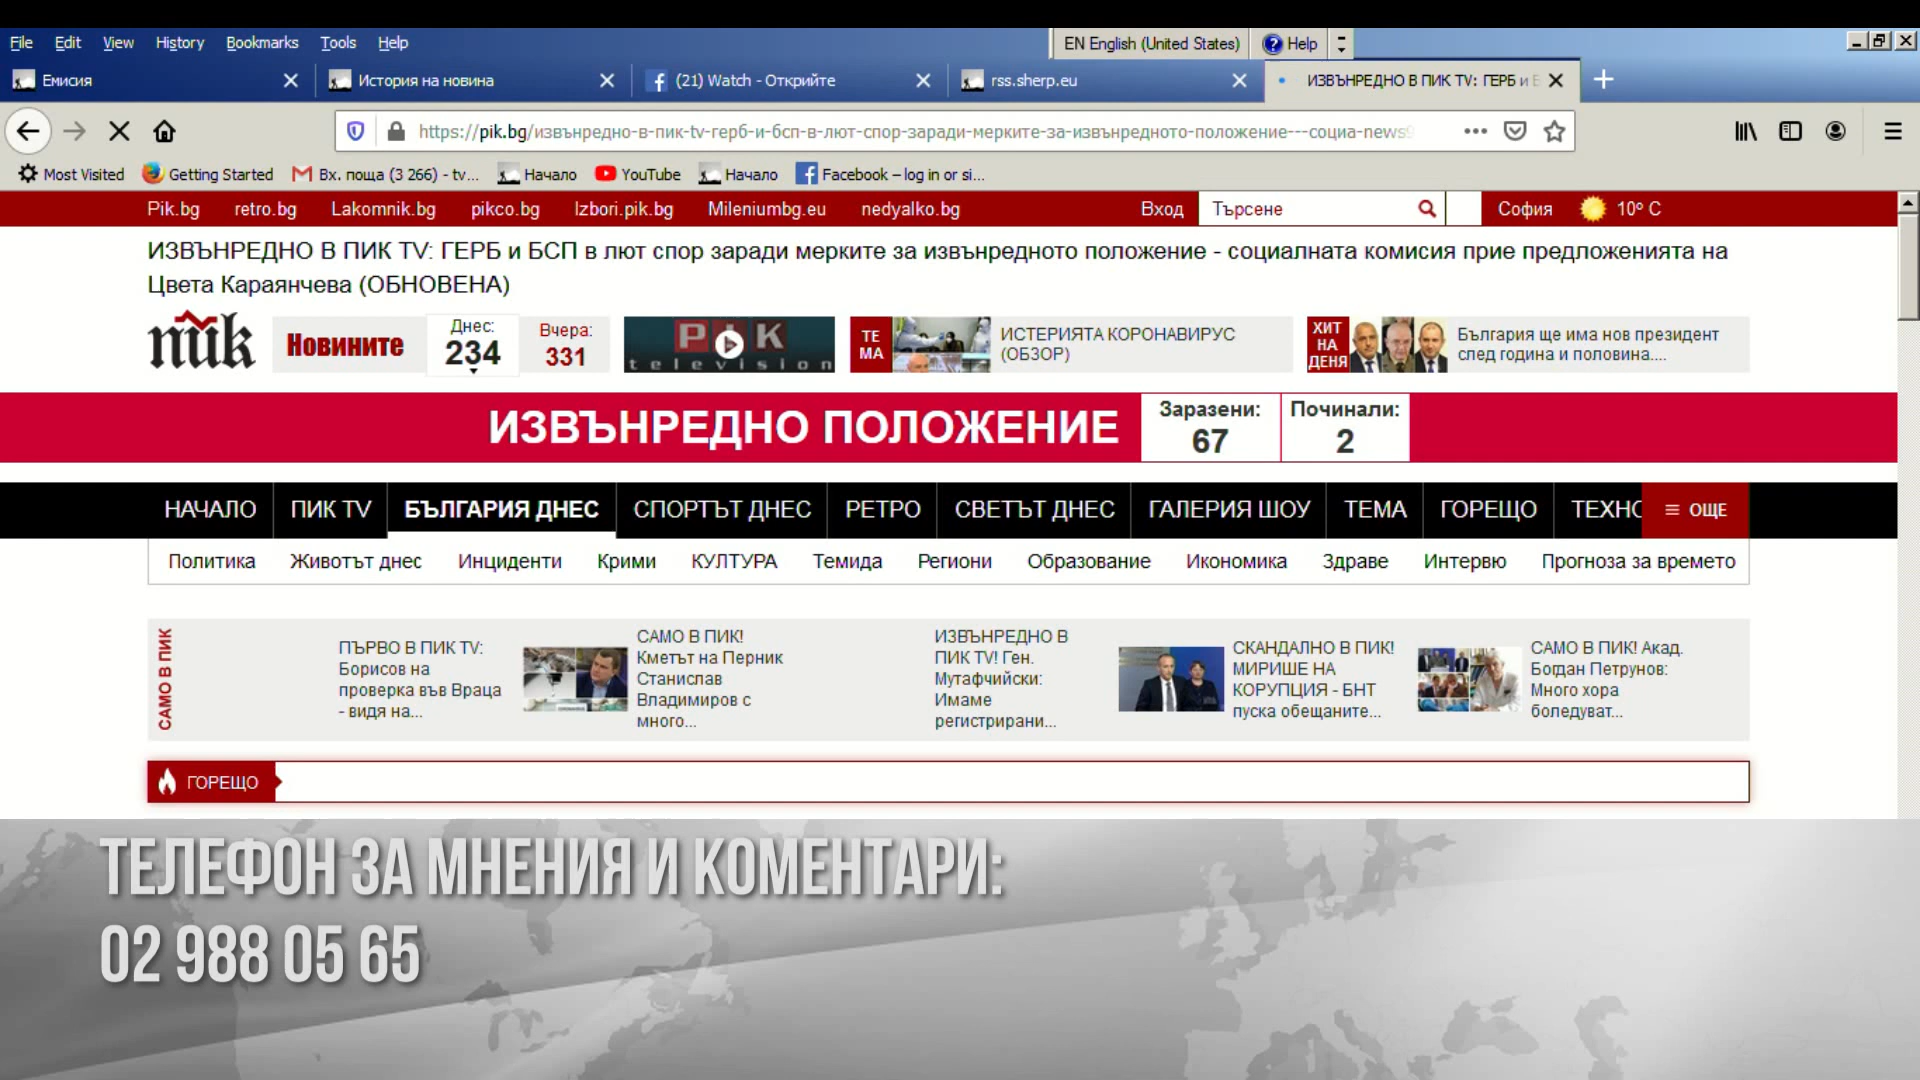 File Edit View History Bookmarks Tools Help
EN English (United States) Help
Емисия
История на новина
(21) Watch - Открийте
rss.sherp.eu
ИЗВЪНРЕДНО В ПИК TV: ГЕРБ и
https://pik.bg/извънредно-в-пик-tv-герб-и-бсп-в-лют-спор-заради-мерките-за-извънредното-положение---социа-news
Most Visited Getting Started Вх. поща (3 266) - tv... Начало YouTube Начало Facebook – log in or si...
Pik.bg retro.bg Lakomnik.bg pikco.bg Izbori.pik.bg Mileniumbg.eu nedyalko.bg Вход Търсене София 10° C
ИЗВЪНРЕДНО В ПИК TV: ГЕРБ и БСП в лют спор заради мерките за извънредното положение - социалната комисия прие предложенията на
Цвета Караянчева (ОБНОВЕНА)
пик
Новините
Днес:
234
Вчера:
331
PIK
television
ТЕ
МА
ИСТЕРИЯТА КОРОНАВИРУС
(ОБЗОР)
ХИТ
НА
ДЕНЯ
България ще има нов президент
след година и половина....
ИЗВЪНРЕДНО ПОЛОЖЕНИЕ
Заразени:
67
Починали:
2
НАЧАЛО ПИК TV БЪЛГАРИЯ ДНЕС СПОРТЪТ ДНЕС РЕТРО СВЕТЪТ ДНЕС ГАЛЕРИЯ ШОУ ТЕМА ГОРЕЩО ТЕХНО ≡ ОЩЕ
Политика Животът днес Инциденти Крими КУЛТУРА Темида Региони Образование Икономика Здраве Интервю Прогноза за времето
САМО В ПИК
ПЪРВО В ПИК TV:
Борисов на
проверка във Враца
- видя на...
САМО В ПИК!
Кметът на Перник
Станислав
Владимиров с
много...
ИЗВЪНРЕДНО В
ПИК TV! Ген.
Мутафчийски:
Имаме
регистрирани...
СКАНДАЛНО В ПИК!
МИРИШЕ НА
КОРУПЦИЯ - БНТ
пуска обещаните...
САМО В ПИК! Акад.
Богдан Петрунов:
Много хора
боледуват...
ГОРЕЩО
ТЕЛЕФОН ЗА МНЕНИЯ И КОМЕНТАРИ:
02 988 05 65